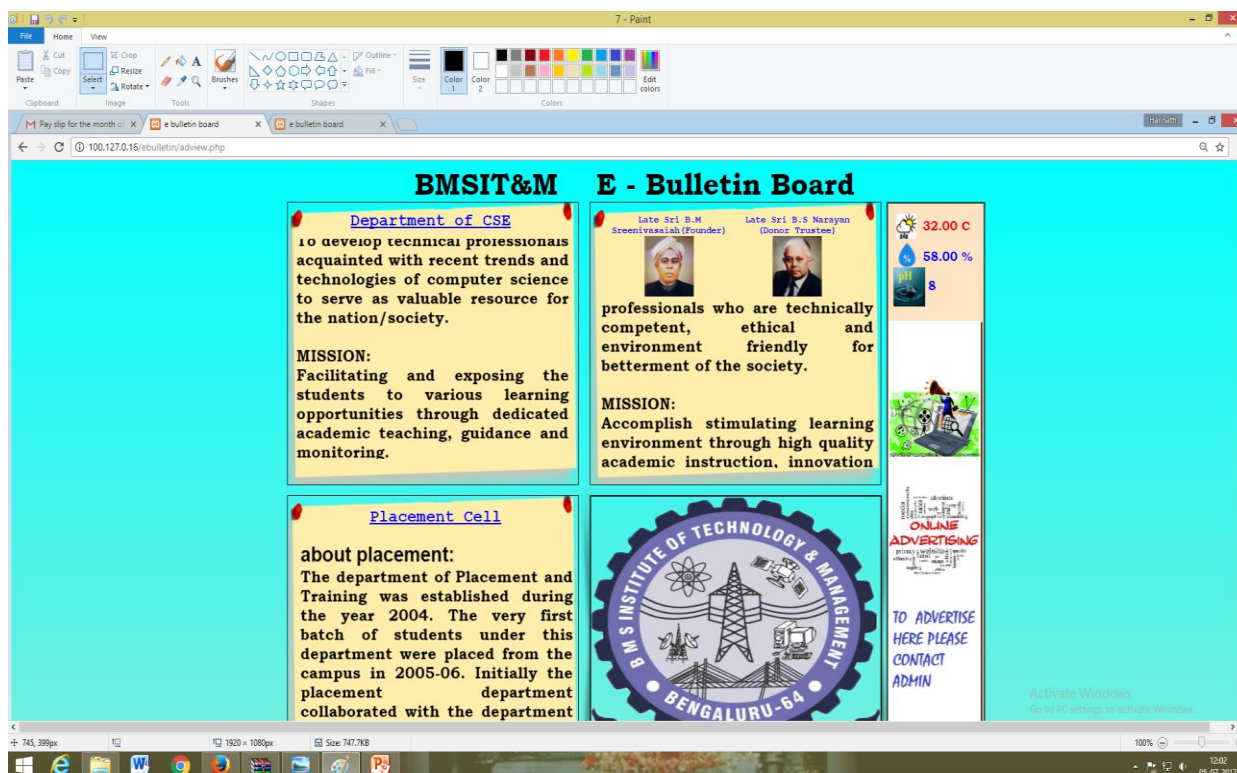 7 - Paint
File Home View
Paste
Cut
Copy
Clipboard
Select
Crop
Resize
Rotate
Image
Tools
Brushes
Shapes
Outline
Fill
Size
Color 1
Color 2
Colors
Edit colors
Pay slip for the month of
e bulletin board
e bulletin board
Harinath
100.127.0.16/ebulletin/adview.php
BMSIT&M E - Bulletin Board
Department of CSE
To develop technical professionals
acquainted with recent trends and
technologies of computer science
to serve as valuable resource for
the nation/society.
MISSION:
Facilitating and exposing the
students to various learning
opportunities through dedicated
academic teaching, guidance and
monitoring.
Late Sri B.M
Sreenivasaiah(Founder)
Late Sri B.S Narayan
(Donor Trustee)
professionals who are technically
competent, ethical and
environment friendly for
betterment of the society.
MISSION:
Accomplish stimulating learning
environment through high quality
academic instruction, innovation
32.00 C
%
58.00 %
pH
8
Placement Cell
about placement:
The department of Placement and
Training was established during
the year 2004. The very first
batch of students under this
department were placed from the
campus in 2005-06. Initially the
placement department
collaborated with the department
B M S INSTITUTE OF TECHNOLOGY & MANAGEMENT
BENGALURU-64
ONLINE
ADVERTISING
privacy website
TO ADVERTISE
HERE PLEASE
CONTACT
ADMIN
Activate Windows
Go to PC settings to activate Windows.
745, 399px
1920 × 1080px
Size: 747.7KB
100%
12:02